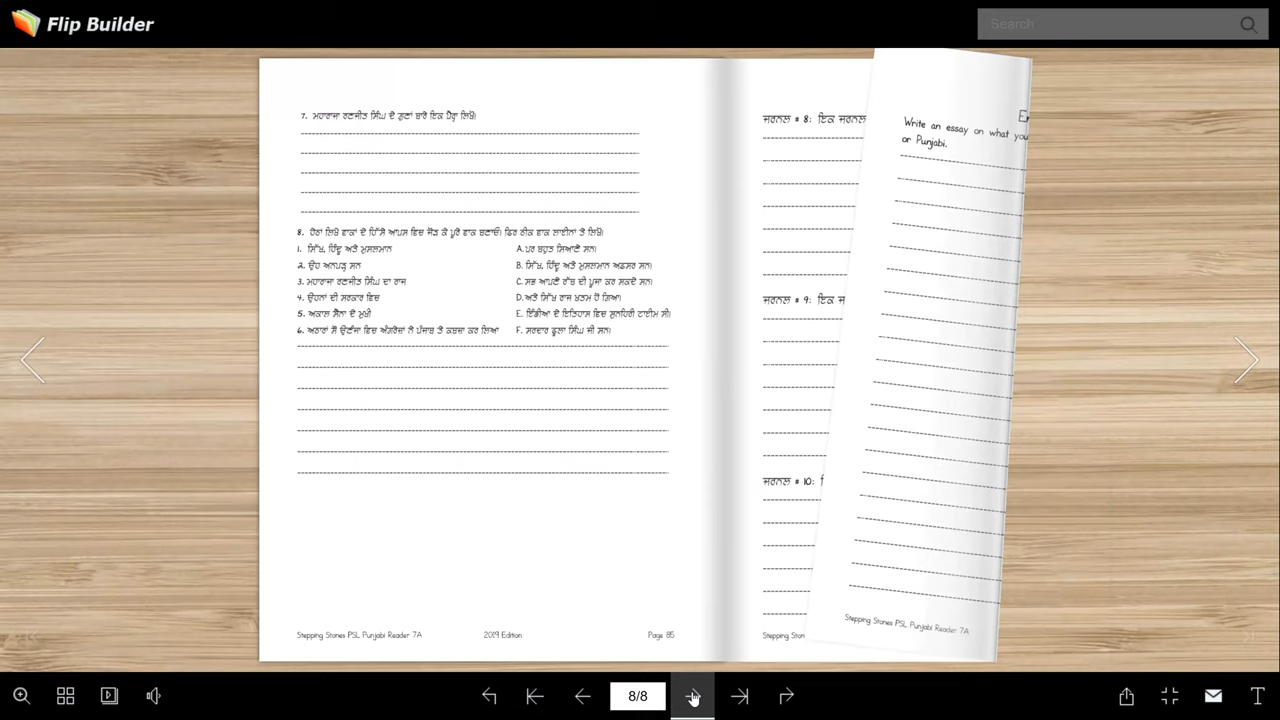 Flip Builder
Search
7. ਮਹਾਰਾਜਾ ਰਣਜੀਤ ਸਿੰਘ ਦੇ ਗੁਣਾਂ ਬਾਰੇ ਇਕ ਪੈਰ੍ਹਾ ਲਿਖੋ।
8. ਹੇਠਾਂ ਲਿਖੇ ਵਾਕਾਂ ਦੇ ਹਿੱਸੇ ਆਪਸ ਵਿਚ ਜੋੜ ਕੇ ਪੂਰੇ ਵਾਕ ਬਣਾਓ। ਫਿਰ ਠੀਕ ਵਾਕ ਲਾਈਨਾਂ ਤੇ ਲਿਖੋ।
1. ਸਿੱਖ, ਹਿੰਦੂ ਅਤੇ ਮੁਸਲਮਾਨ A. ਪਰ ਬਹੁਤ ਸਿਆਣੇ ਸਨ।
2. ਉਹ ਅਨਪੜ੍ਹ ਸਨ B. ਸਿੱਖ, ਹਿੰਦੂ ਅਤੇ ਮੁਸਲਮਾਨ ਅਫ਼ਸਰ ਸਨ।
3. ਮਹਾਰਾਜਾ ਰਣਜੀਤ ਸਿੰਘ ਦਾ ਰਾਜ C. ਸਭ ਆਪਣੇ ਰੱਬ ਦੀ ਪੂਜਾ ਕਰ ਸਕਦੇ ਸਨ।
4. ਉਹਨਾਂ ਦੀ ਸਰਕਾਰ ਵਿਚ D. ਅਤੇ ਸਿੱਖ ਰਾਜ ਖ਼ਤਮ ਹੋ ਗਿਆ।
5. ਅਕਾਲ ਸੈਨਾ ਦੇ ਮੁਖੀ E. ਇੰਡੀਆ ਦੇ ਇਤਿਹਾਸ ਵਿਚ ਸੁਨਹਿਰੀ ਟਾਈਮ ਸੀ।
6. ਅਠਾਰਾਂ ਸੌ ਉਣੰਜਾ ਵਿਚ ਅੰਗਰੇਜ਼ਾਂ ਨੇ ਪੰਜਾਬ ਤੇ ਕਬਜ਼ਾ ਕਰ ਲਿਆ F. ਸਰਦਾਰ ਫੂਲਾ ਸਿੰਘ ਜੀ ਸਨ।
Stepping Stones PSL Punjabi Reader 7A 2019 Edition Page 85
ਜਰਨਲ # 8: ਇਕ ਜਰਨਲ
ਜਰਨਲ # 9: ਇਕ ਜ
ਜਰਨਲ # 10:
Stepping Ston
Write an essay on what you
or Punjabi.
Stepping Stones PSL Punjabi Reader 7A
8/8